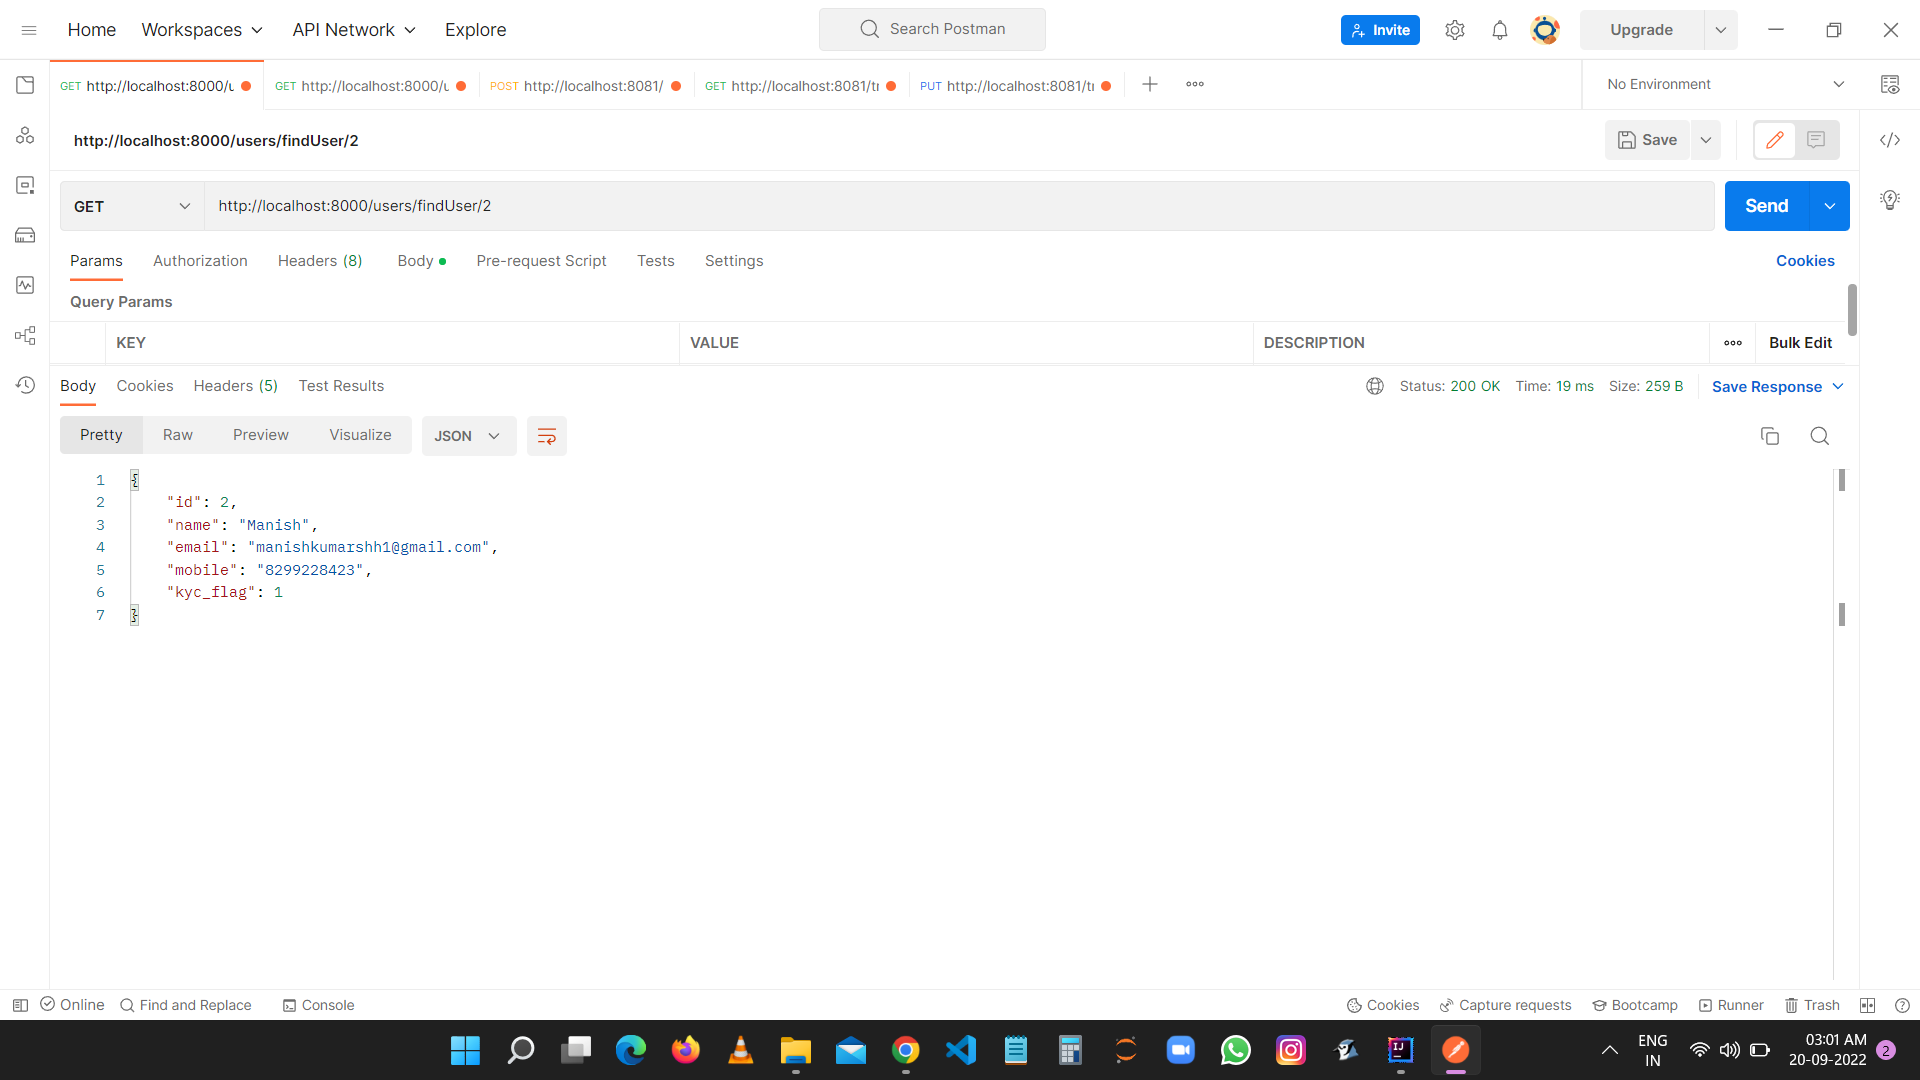 Home Workspaces API Network Explore Search Postman Invite Upgrade
GET http://localhost:8000/u GET http://localhost:8000/u POST http://localhost:8081/ GET http://localhost:8081/tr PUT http://localhost:8081/tr No Environment
http://localhost:8000/users/findUser/2 Save
GET http://localhost:8000/users/findUser/2 Send
Params Authorization Headers (8) Body Pre-request Script Tests Settings Cookies
Query Params
KEY VALUE DESCRIPTION Bulk Edit
Body Cookies Headers (5) Test Results Status: 200 OK Time: 19 ms Size: 259 B Save Response
Pretty Raw Preview Visualize JSON
1 {
2 "id": 2,
3 "name": "Manish",
4 "email": "manishkumarshh1@gmail.com",
5 "mobile": "8299228423",
6 "kyc_flag": 1
7 }
Online Find and Replace Console Cookies Capture requests Bootcamp Runner Trash
ENG 03:01 AM
IN 20-09-2022 2